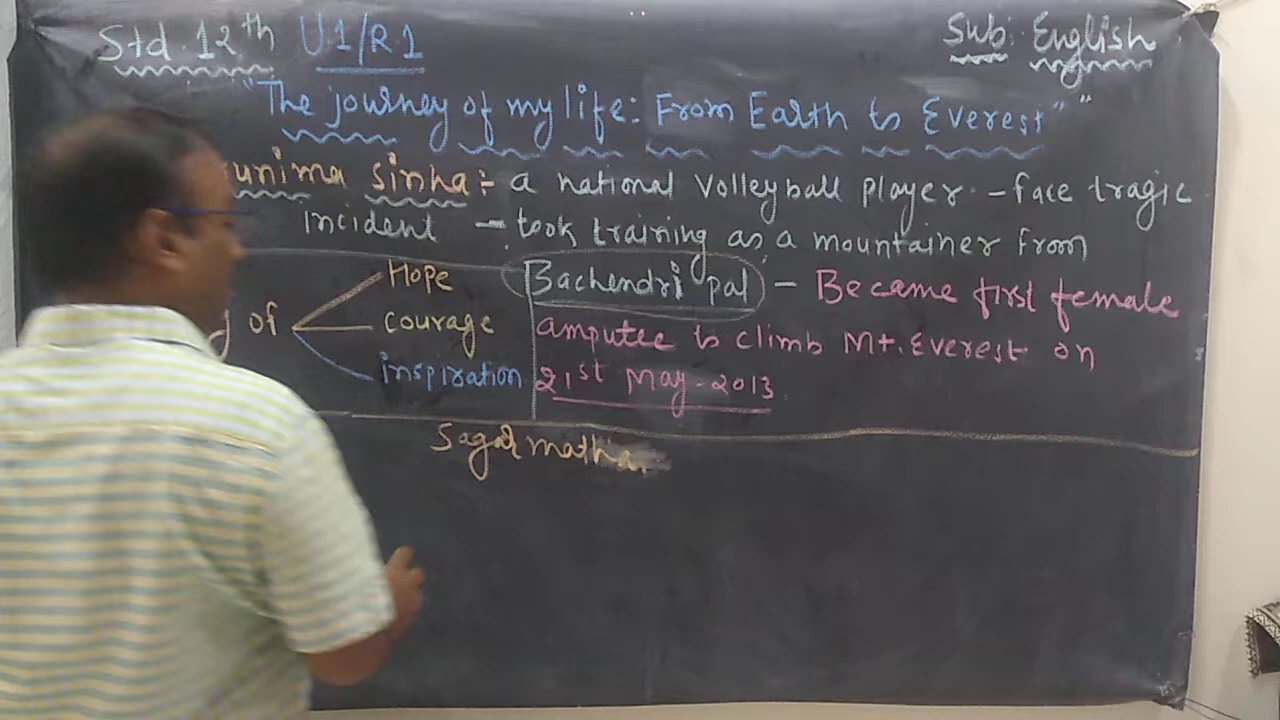 Std. 12th U1/R1
Sub: English
"The journey of my life: From Earth to Everest"
unima sinha:- a national volleyball player - face tragic
incident - took training as a mountainer from
Bachendri pal - Became first female
amputee to climb Mt. Everest on
21st May-2013
of
Hope
courage
inspiration
Sagarmatha